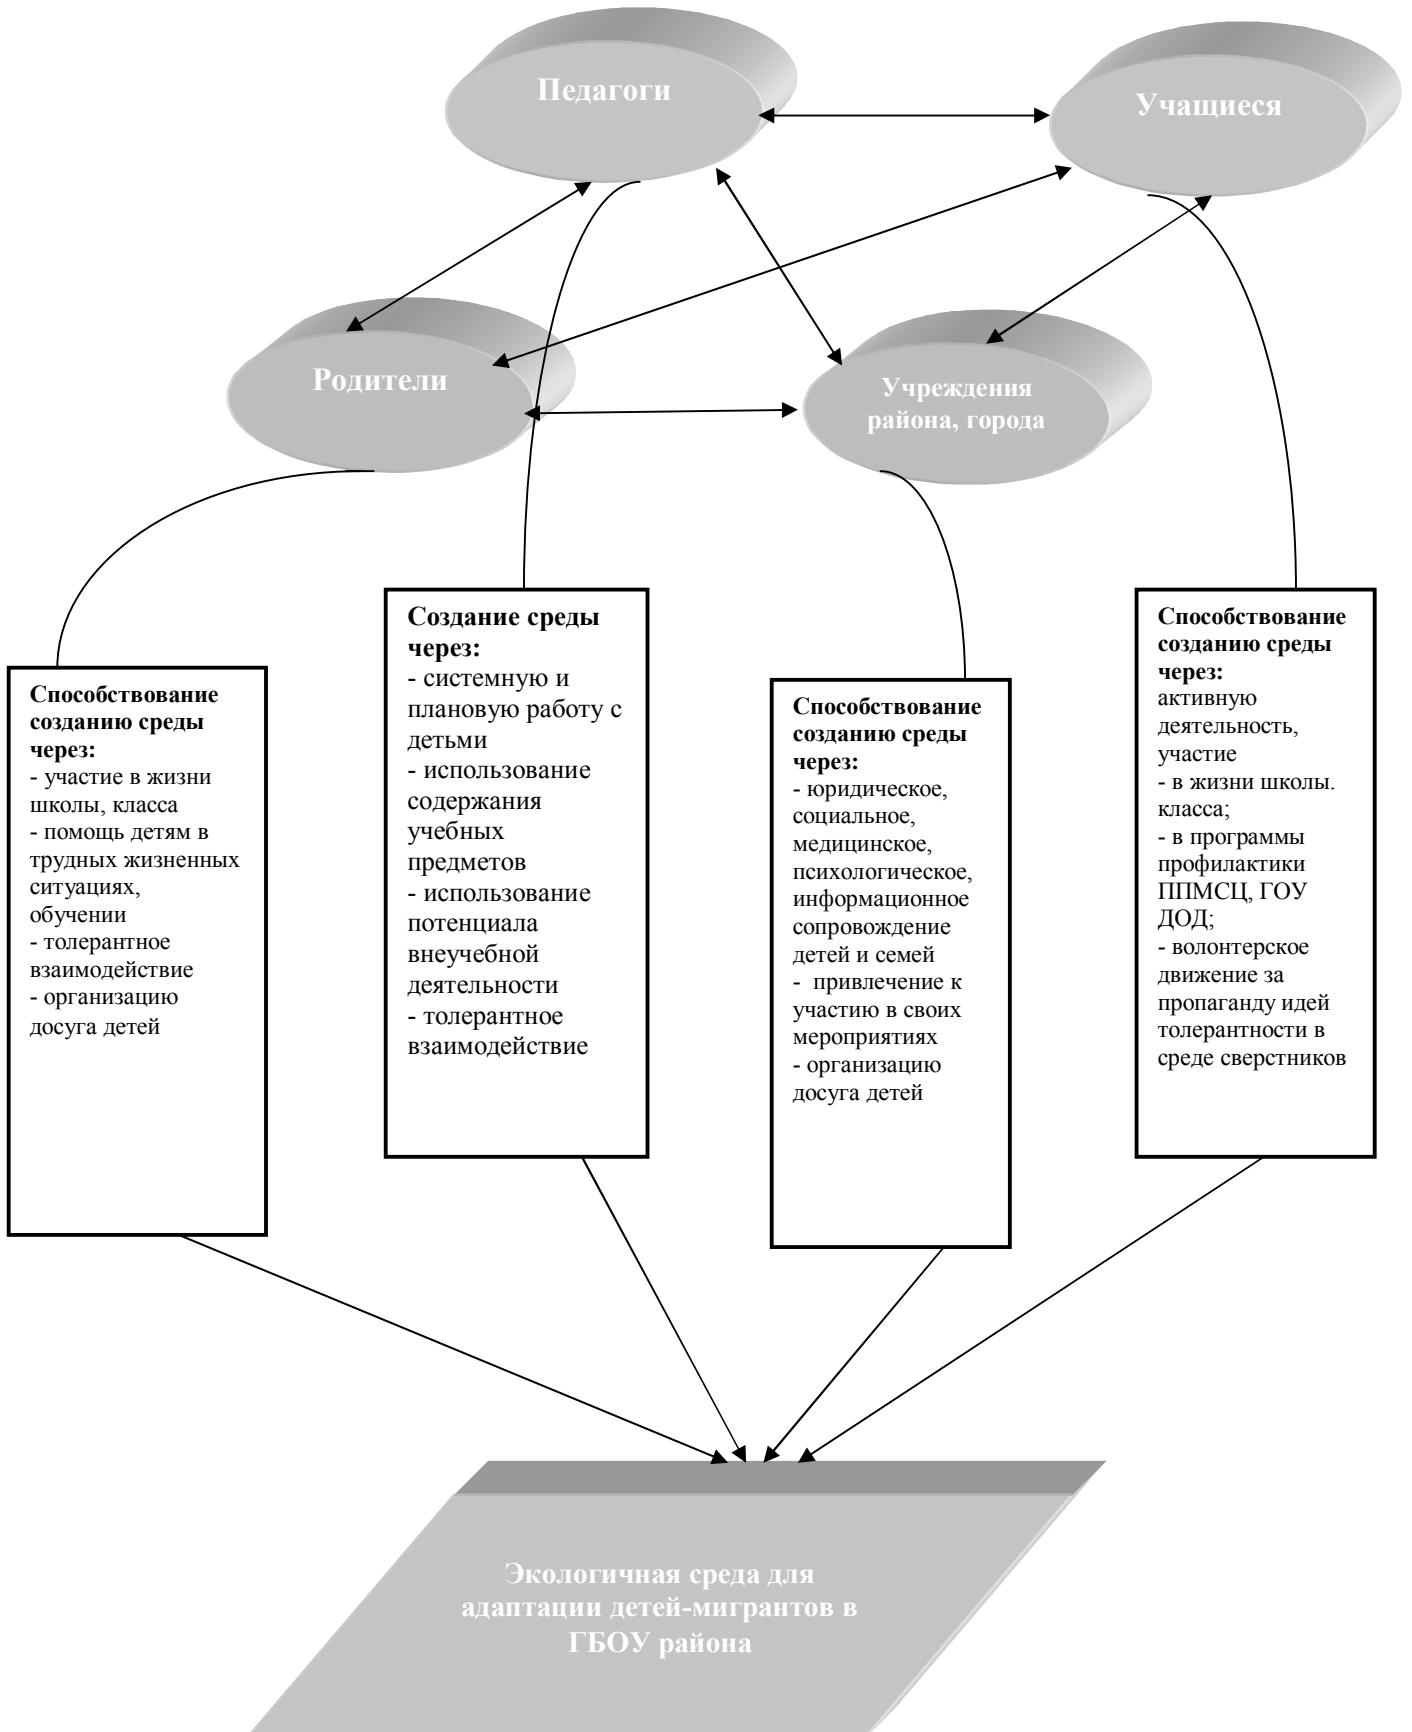 Педагоги
Учащиеся
Родители
Учреждения
района, города
Способствование
созданию среды
через:
- участие в жизни
школы, класса
- помощь детям в
трудных жизненных
ситуациях,
обучении
- толерантное
взаимодействие
- организацию
досуга детей
Создание среды
через:
- системную и
плановую работу с
детьми
- использование
содержания
учебных
предметов
- использование
потенциала
внеучебной
деятельности
- толерантное
взаимодействие
Способствование
созданию среды
через:
- юридическое,
социальное,
медицинское,
психологическое,
информационное
сопровождение
детей и семей
- привлечение к
участию в своих
мероприятиях
- организацию
досуга детей
Способствование
созданию среды
через:
активную
деятельность,
участие
- в жизни школы.
класса;
- в программы
профилактики
ППМСЦ, ГОУ
ДОД;
- волонтерское
движение за
пропаганду идей
толерантности в
среде сверстников
Экологичная среда для
адаптации детей-мигрантов в
ГБОУ района